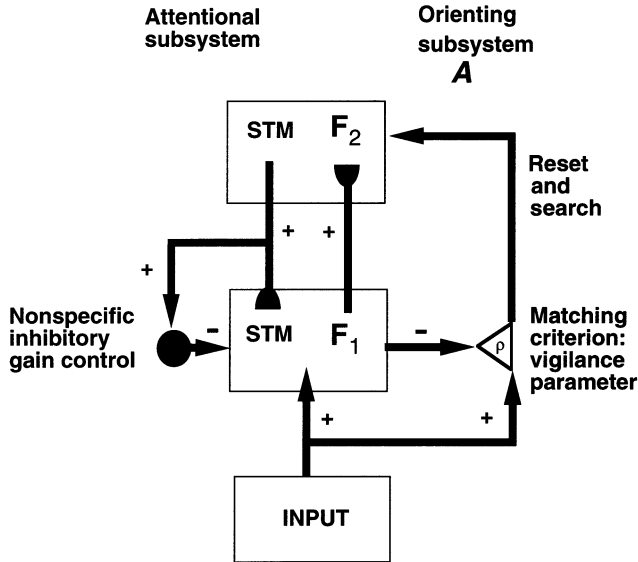 Attentional
subsystem
Orienting
subsystem
A
STM F2
Reset
and
search
+ +
+
Nonspecific
inhibitory
gain control
-
STM F1
-
ρ
Matching
criterion:
vigilance
parameter
+ +
INPUT